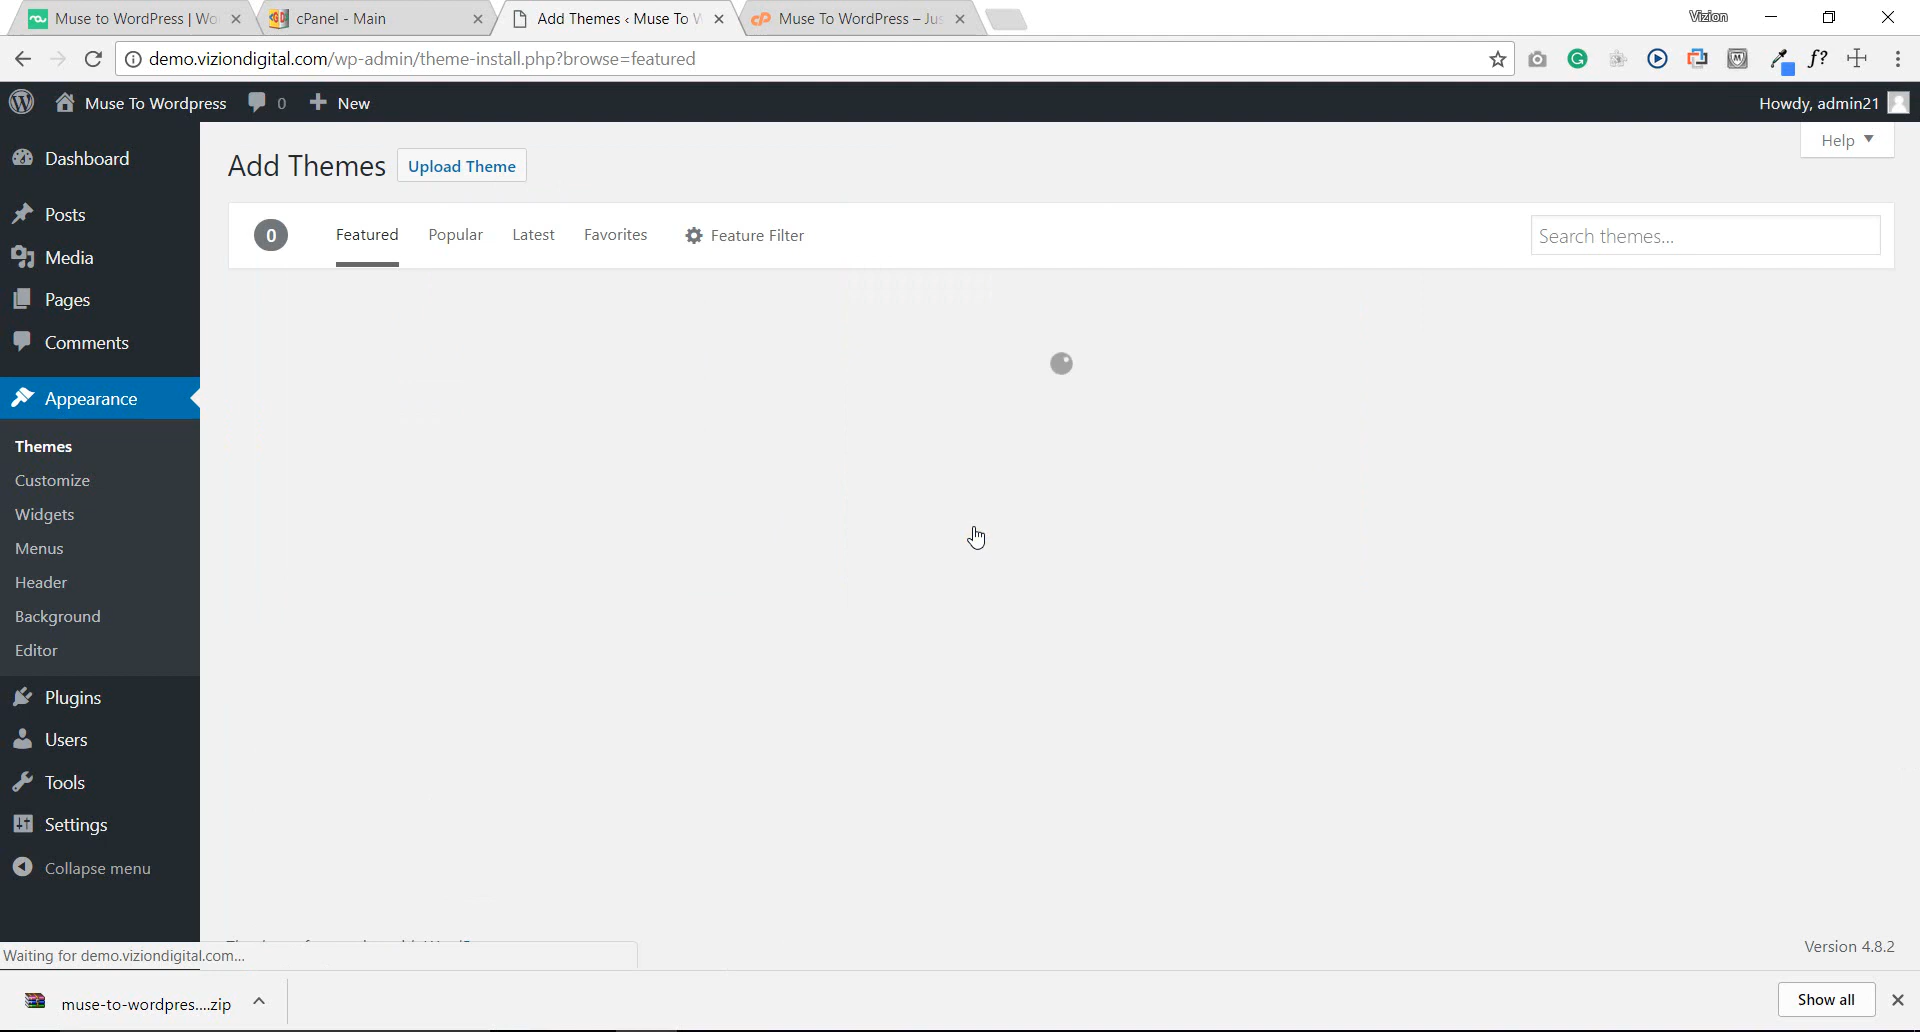 Muse to WordPress | Wo
cPanel - Main
Add Themes ‹ Muse To W
Muse To WordPress – Jus
Vizion
demo.viziondigital.com/wp-admin/theme-install.php?browse=featured
f?
Muse To Wordpress
0
New
Howdy, admin21
Help
Dashboard
Posts
Media
Pages
Comments
Appearance
Themes
Customize
Widgets
Menus
Header
Background
Editor
Plugins
Users
Tools
Settings
Collapse menu
Add Themes
Upload Theme
0
Featured
Popular
Latest
Favorites
Feature Filter
Search themes...
Waiting for demo.viziondigital.com...
Version 4.8.2
muse-to-wordpres....zip
Show all